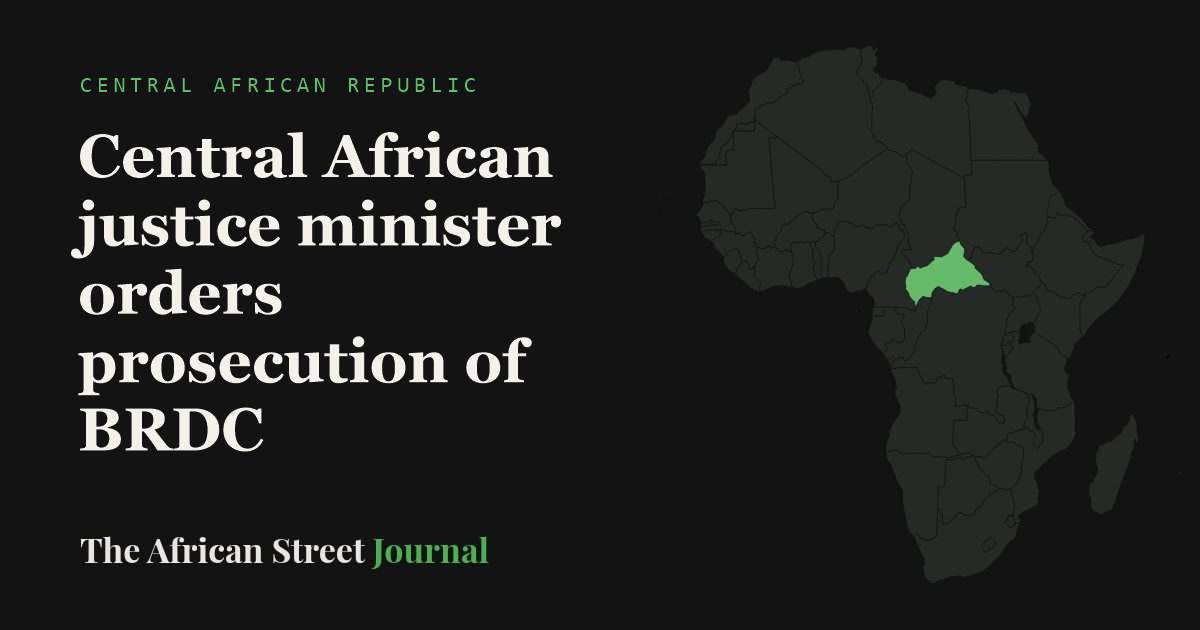 CENTRAL AFRICAN REPUBLIC
Central African
justice minister
orders
prosecution of
BRDC
The African Street Journal